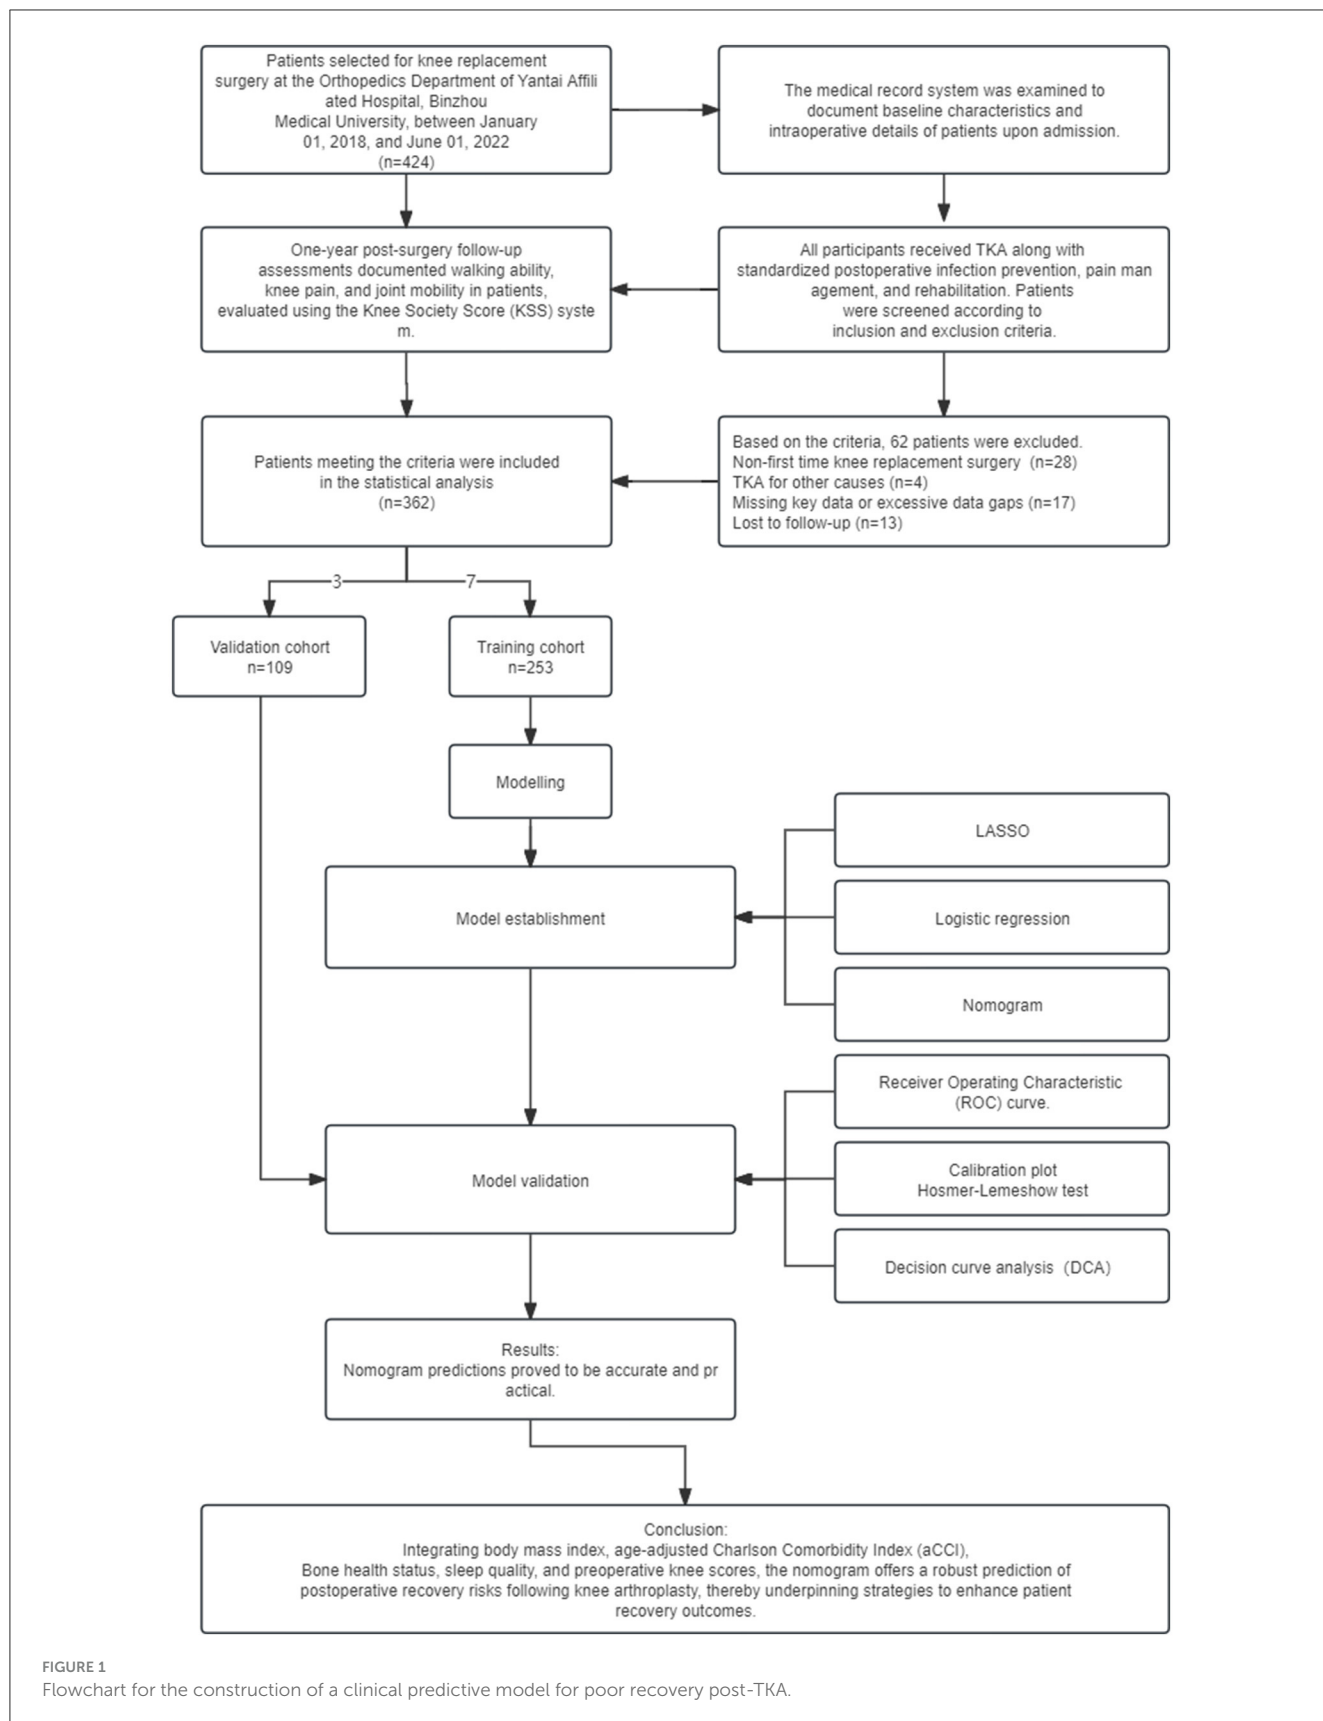 Patients selected for knee replacement
surgery at the Orthopedics Department of Yantai Affili
ated Hospital, Binzhou
Medical University, between January
01, 2018, and June 01, 2022
(n=424)
The medical record system was examined to
document baseline characteristics and
intraoperative details of patients upon admission.
One-year post-surgery follow-up
assessments documented walking ability,
knee pain, and joint mobility in patients,
evaluated using the Knee Society Score (KSS) syste
m.
All participants received TKA along with
standardized postoperative infection prevention, pain man
agement, and rehabilitation. Patients
were screened according to
inclusion and exclusion criteria.
Patients meeting the criteria were included
in the statistical analysis
(n=362)
Based on the criteria, 62 patients were excluded.
Non-first time knee replacement surgery (n=28)
TKA for other causes (n=4)
Missing key data or excessive data gaps (n=17)
Lost to follow-up (n=13)
3
7
Validation cohort
n=109
Training cohort
n=253
Modelling
LASSO
Model establishment
Logistic regression
Nomogram
Receiver Operating Characteristic
(ROC) curve.
Model validation
Calibration plot
Hosmer-Lemeshow test
Decision curve analysis (DCA)
Results:
Nomogram predictions proved to be accurate and pr
actical.
Conclusion:
Integrating body mass index, age-adjusted Charlson Comorbidity Index (aCCI),
Bone health status, sleep quality, and preoperative knee scores, the nomogram offers a robust prediction of
postoperative recovery risks following knee arthroplasty, thereby underpinning strategies to enhance patient
recovery outcomes.
FIGURE 1
Flowchart for the construction of a clinical predictive model for poor recovery post-TKA.